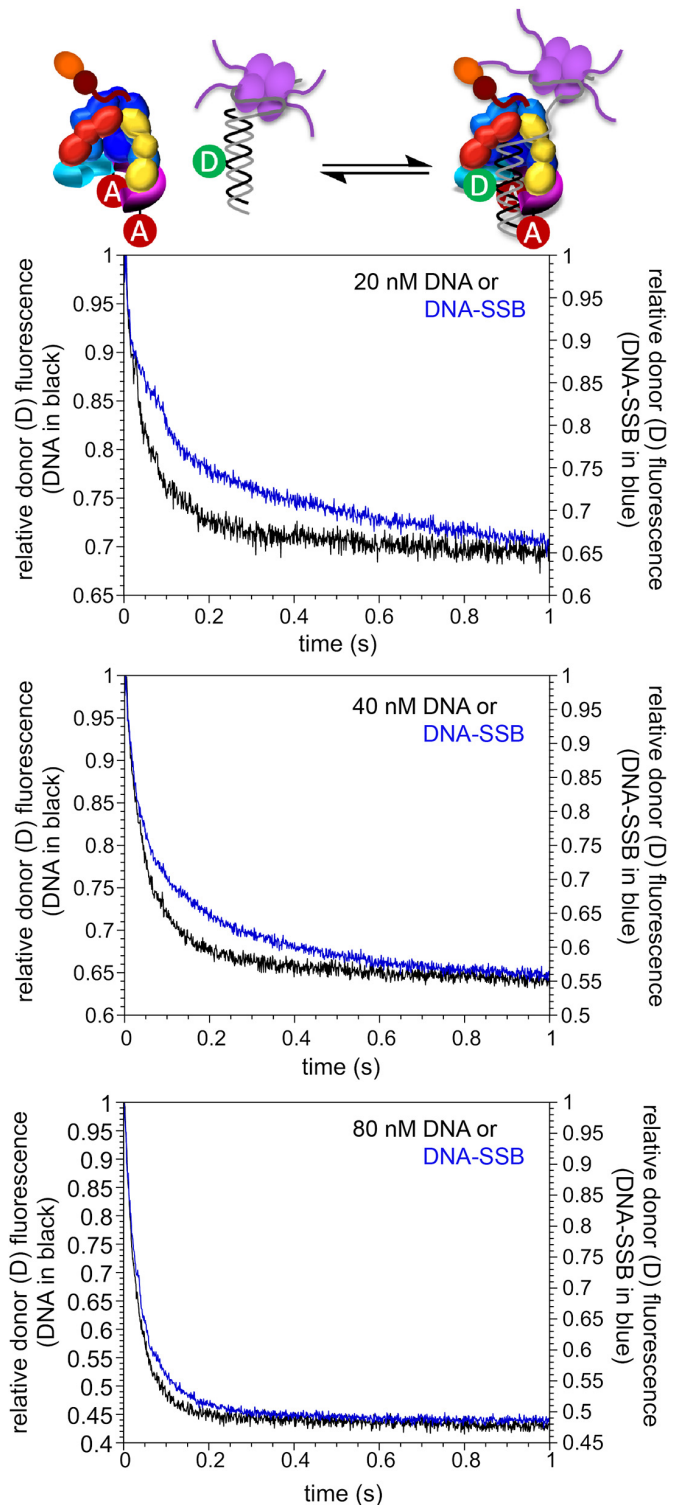 A
A
D
D
A
A
20 nM DNA or
DNA-SSB
relative donor (D) fluorescence
(DNA in black)
relative donor (D) fluorescence
(DNA-SSB in blue)
1
0.95
0.9
0.85
0.8
0.75
0.7
0.65
1
0.95
0.9
0.85
0.8
0.75
0.7
0.65
0.6
0 0.2 0.4 0.6 0.8 1
time (s)
40 nM DNA or
DNA-SSB
relative donor (D) fluorescence
(DNA in black)
relative donor (D) fluorescence
(DNA-SSB in blue)
1
0.95
0.9
0.85
0.8
0.75
0.7
0.65
0.6
1
0.95
0.9
0.85
0.8
0.75
0.7
0.65
0.6
0.55
0.5
0 0.2 0.4 0.6 0.8 1
time (s)
80 nM DNA or
DNA-SSB
relative donor (D) fluorescence
(DNA in black)
relative donor (D) fluorescence
(DNA-SSB in blue)
1
0.95
0.9
0.85
0.8
0.75
0.7
0.65
0.6
0.55
0.5
0.45
0.4
1
0.95
0.9
0.85
0.8
0.75
0.7
0.65
0.6
0.55
0.5
0.45
0 0.2 0.4 0.6 0.8 1
time (s)